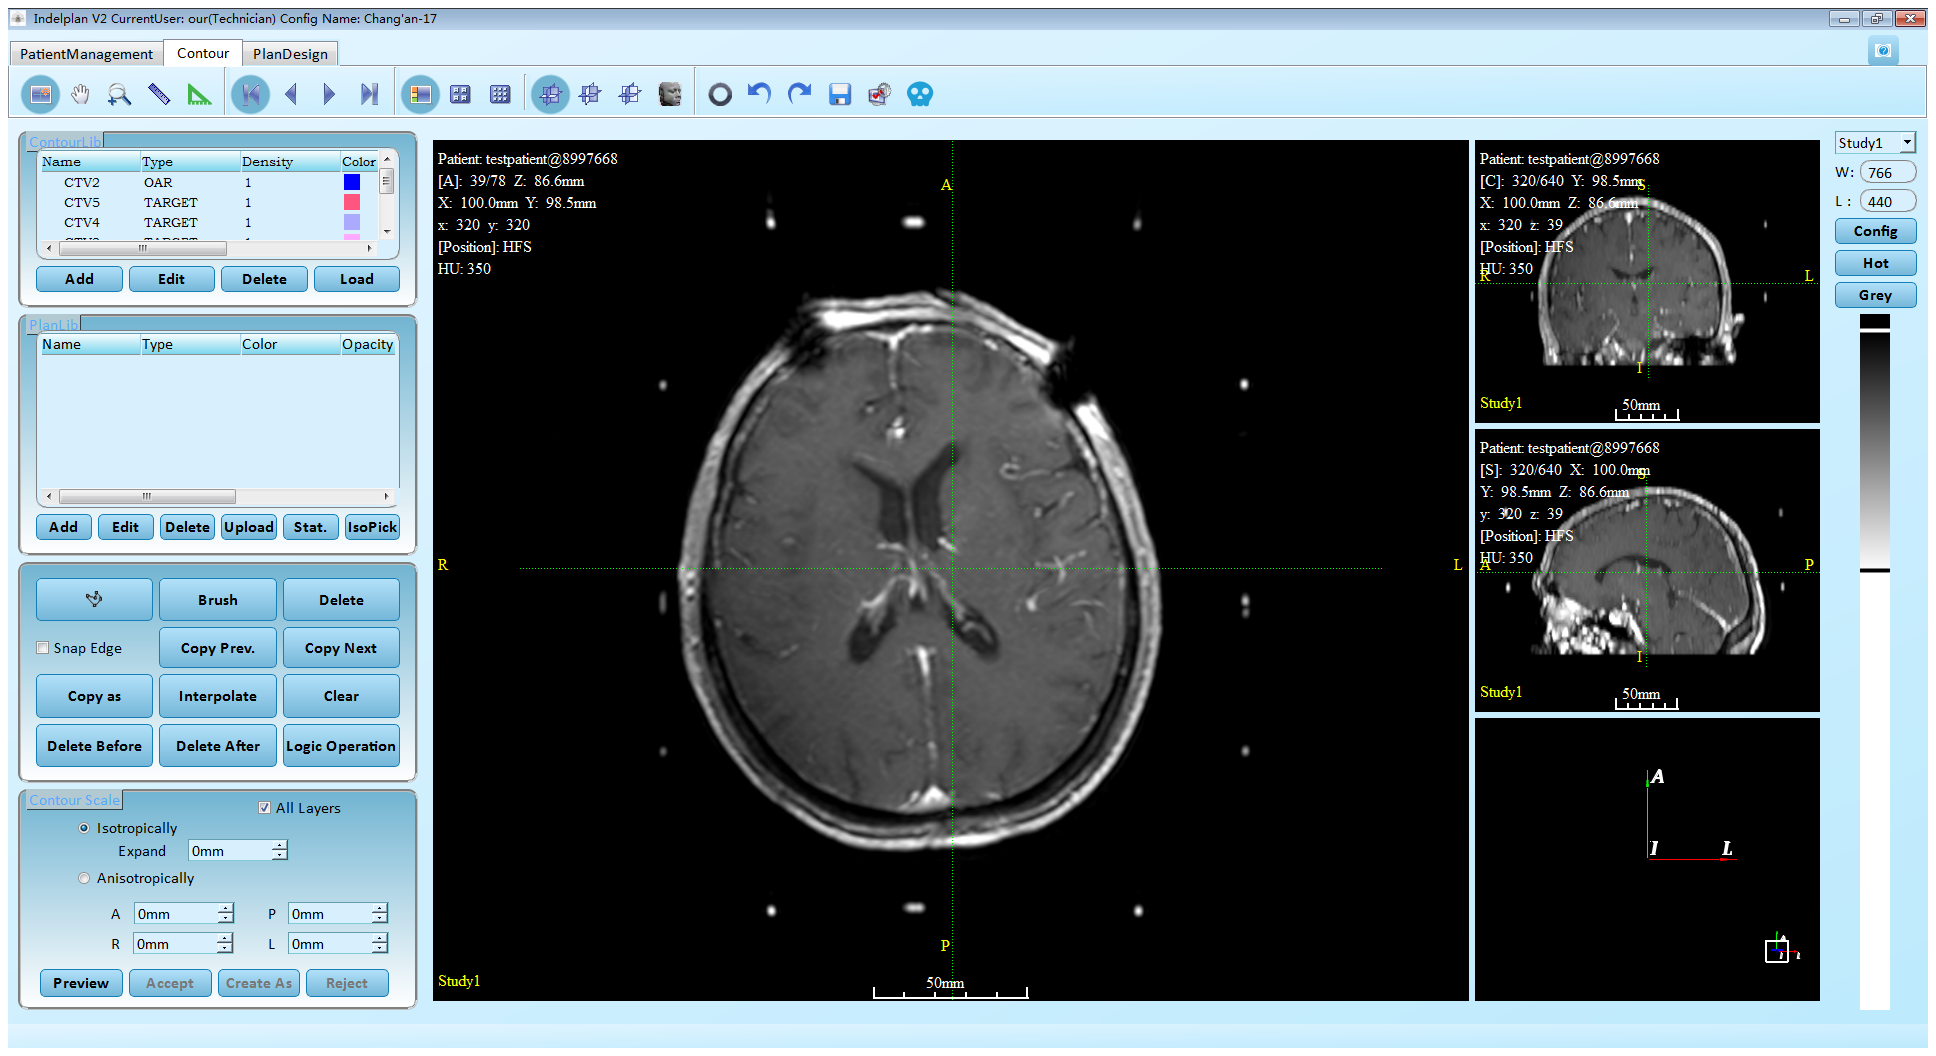 Indelplan V2 CurrentUser: our(Technician) Config Name: Chang'an-17
PatientManagement Contour PlanDesign
ContourLib
Name Type Density Color
CTV2 OAR 1
CTV5 TARGET 1
CTV4 TARGET 1
Add Edit Delete Load
PlanLib
Name Type Color Opacity
Add Edit Delete Upload Stat. IsoPick
Brush Delete
Snap Edge Copy Prev. Copy Next
Copy as Interpolate Clear
Delete Before Delete After Logic Operation
Contour Scale
All Layers
Isotropically
Expand 0mm
Anisotropically
A 0mm P 0mm
R 0mm L 0mm
Preview Accept Create As Reject
Patient: testpatient@8997668
[A]: 39/78 Z: 86.6mm
X: 100.0mm Y: 98.5mm
x: 320 y: 320
[Position]: HFS
HU: 350
A
R
L
P
Study1
50mm
Patient: testpatient@8997668
[C]: 320/640 Y: 98.5mm
S
X: 100.0mm Z: 86.6mm
x: 320 z: 39
[Position]: HFS
HU: 350
R
L
I
Study1
50mm
Patient: testpatient@8997668
[S]: 320/640 X: 100.0mm
S
Y: 98.5mm Z: 86.6mm
y: 320 z: 39
[Position]: HFS
HU: 350
A
P
I
Study1
50mm
A
I
L
Study1
W: 766
L : 440
Config
Hot
Grey